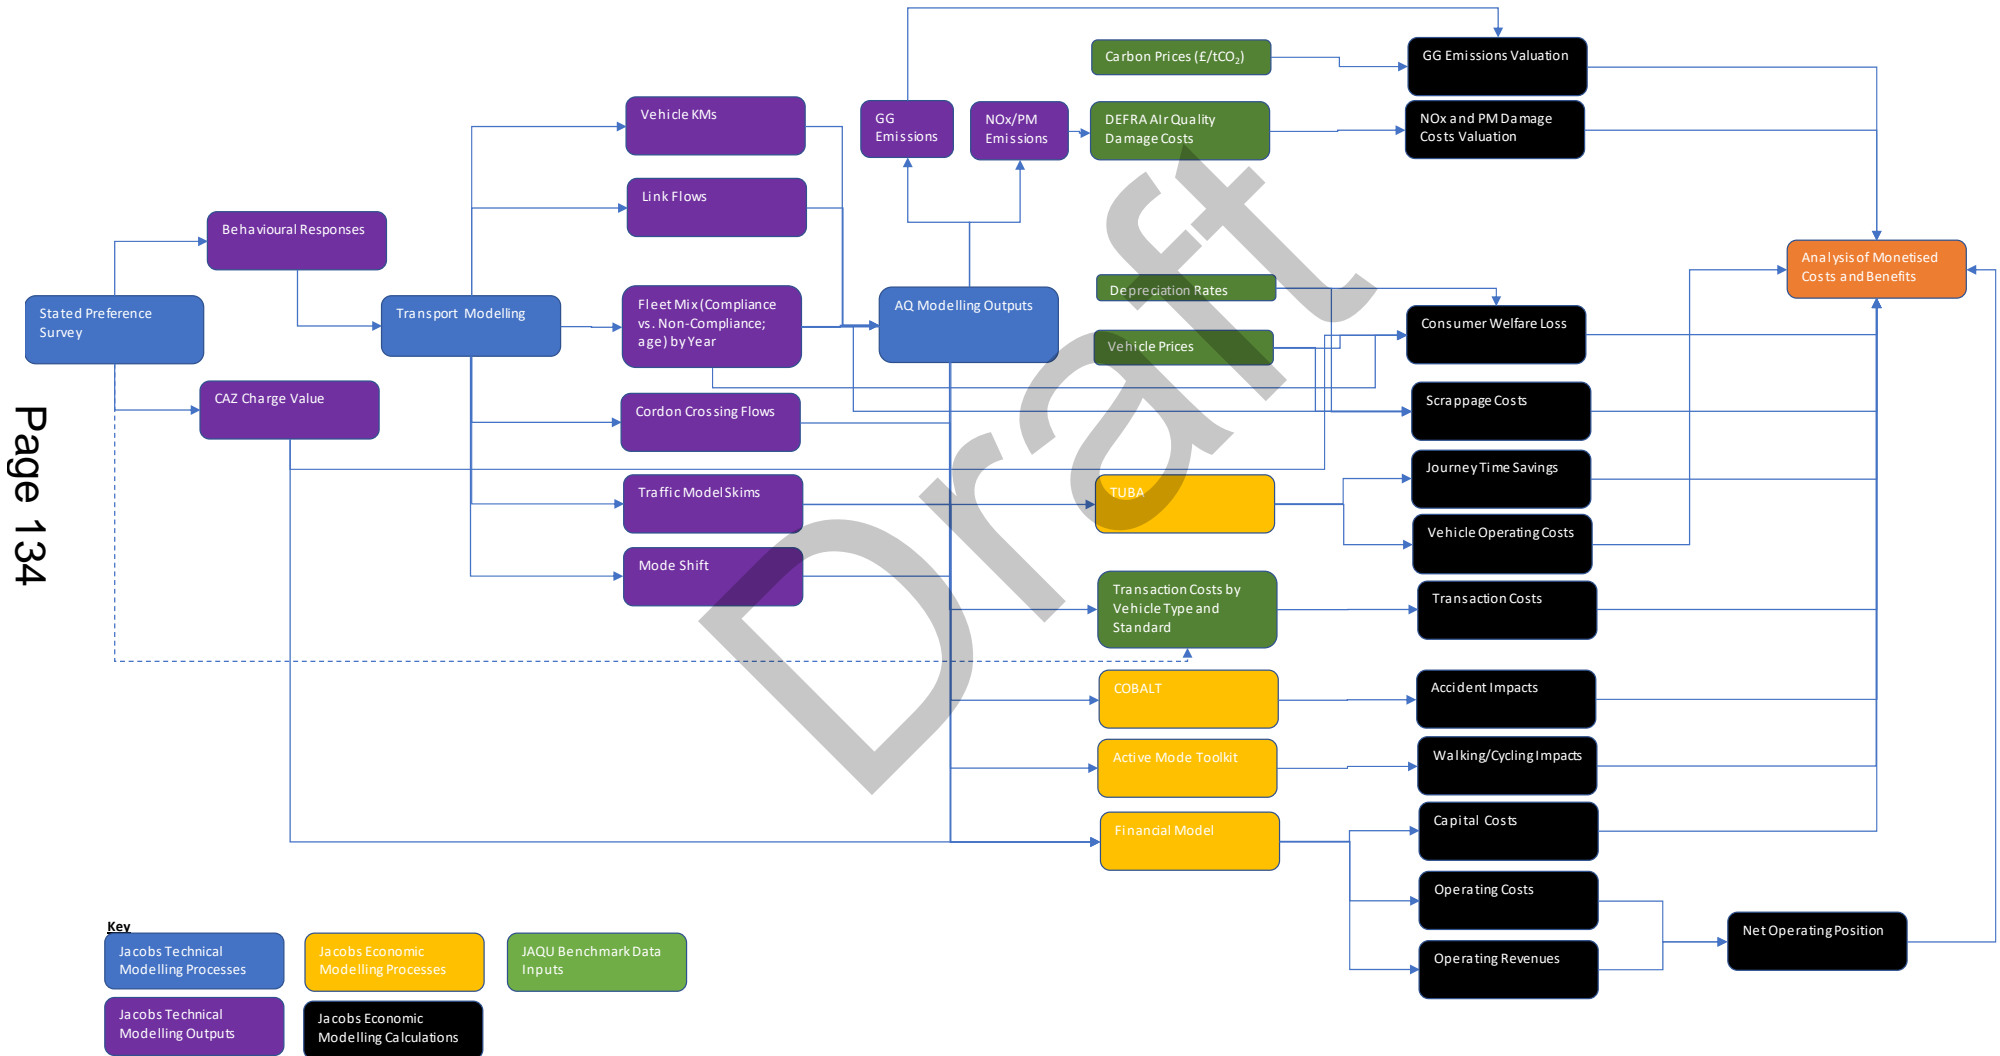 Carbon Prices (£/tCO₂)
GG Emissions Valuation
Vehicle KMs
GG
Emissions
NOx/PM
Emissions
DEFRA AIr Quality
Damage Costs
NOx and PM Damage
Costs Valuation
Link Flows
Behavioural Responses
Analysis of Monetised
Costs and Benefits
Stated Preference
Survey
Transport Modelling
Fleet Mix (Compliance
vs. Non-Compliance;
age) by Year
AQ Modelling Outputs
Depreciation Rates
Consumer Welfare Loss
Vehicle Prices
CAZ Charge Value
Cordon Crossing Flows
Scrappage Costs
Journey Time Savings
Traffic Model Skims
TUBA
Vehicle Operating Costs
Mode Shift
Transaction Costs by
Vehicle Type and
Standard
Transaction Costs
COBALT
Accident Impacts
Active Mode Toolkit
Walking/Cycling Impacts
Financial Model
Capital Costs
Operating Costs
Net Operating Position
Operating Revenues
Draft
Page 134
Key
Jacobs Technical
Modelling Processes
Jacobs Economic
Modelling Processes
JAQU Benchmark Data
Inputs
Jacobs Technical
Modelling Outputs
Jacobs Economic
Modelling Calculations